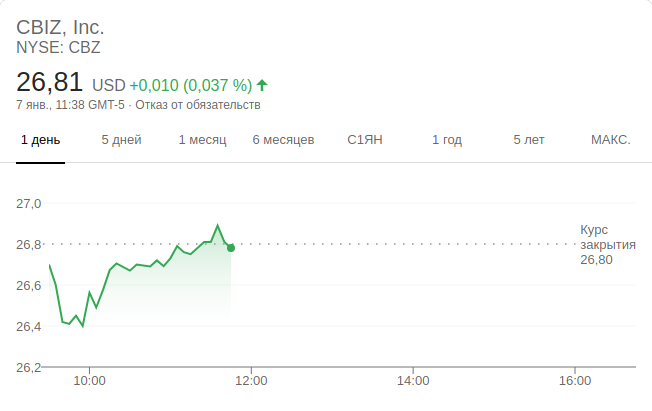 CBIZ, Inc.
NYSE: CBZ
26,81 USD +0,010 (0,037 %)
7 янв., 11:38 GMT-5 · Отказ от обязательств
1 день 5 дней 1 месяц 6 месяцев С1ЯН 1 год 5 лет МАКС.
27,0
26,8
26,6
26,4
26,2
Курс
закрытия
26,80
10:00 12:00 14:00 16:00